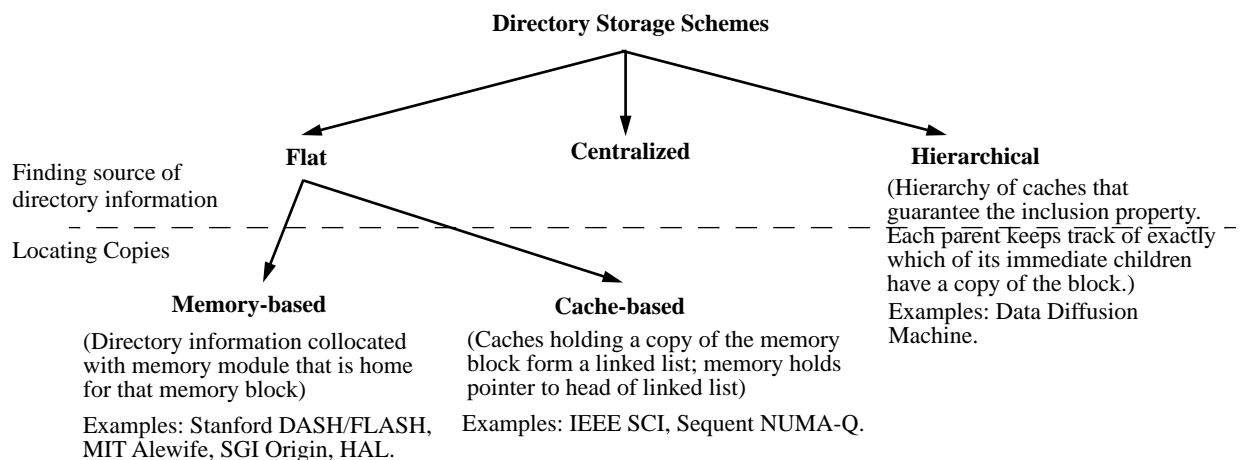 Directory Storage Schemes
Flat
Centralized
Hierarchical
Finding source of
directory information
(Hierarchy of caches that
guarantee the inclusion property.
Each parent keeps track of exactly
which of its immediate children
have a copy of the block.)
Examples: Data Diffusion
Machine.
Locating Copies
Memory-based
(Directory information collocated
with memory module that is home
for that memory block)
Examples: Stanford DASH/FLASH,
MIT Alewife, SGI Origin, HAL.
Cache-based
(Caches holding a copy of the memory
block form a linked list; memory holds
pointer to head of linked list)
Examples: IEEE SCI, Sequent NUMA-Q.